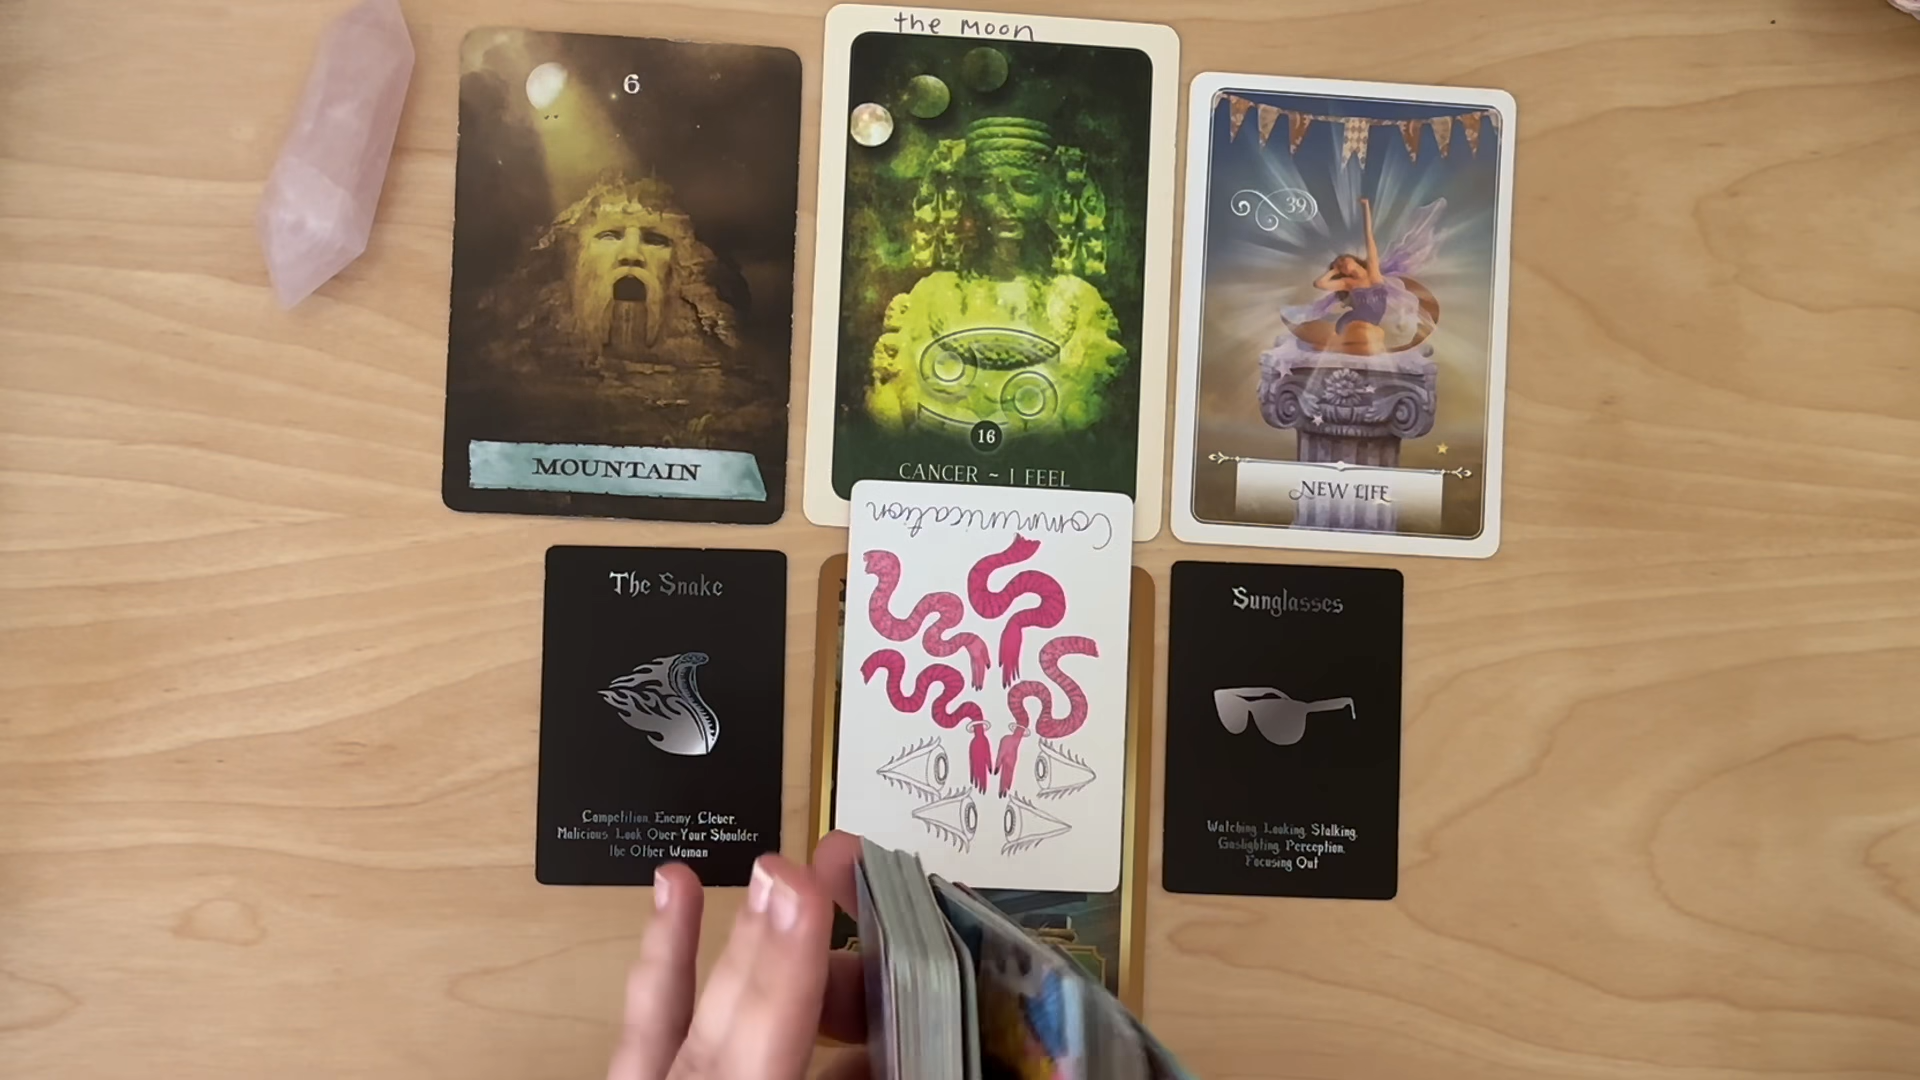 the moon
6
MOUNTAIN
16
CANCER ~ I FEEL
39
NEW LIFE
Communication
The Snake
Competition. Enemy. Clever.
Malicious. Look Over Your Shoulder
The Other Woman
Sunglasses
Watching. Looking. Stalking.
Gaslighting. Perception.
Focusing Out